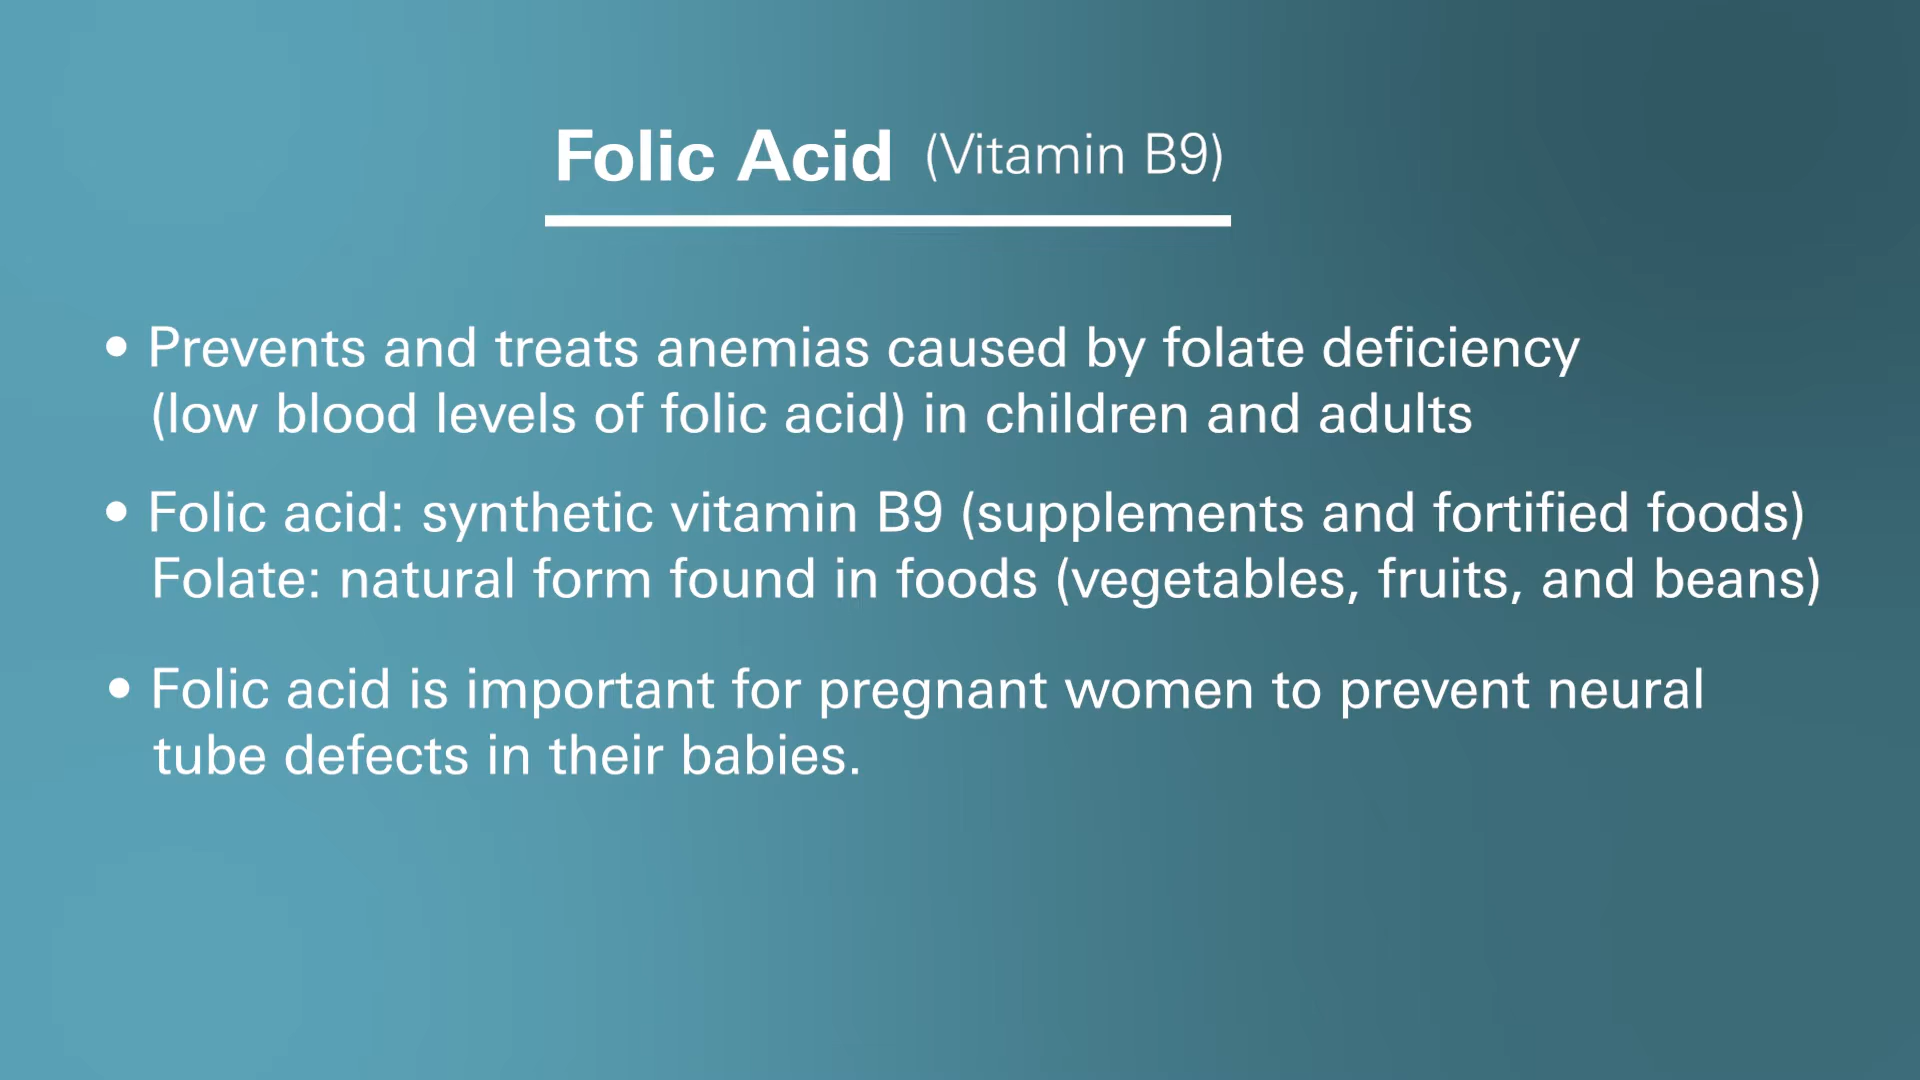 Folic Acid (Vitamin B9)
• Prevents and treats anemias caused by folate deficiency
(low blood levels of folic acid) in children and adults
• Folic acid: synthetic vitamin B9 (supplements and fortified foods)
Folate: natural form found in foods (vegetables, fruits, and beans)
• Folic acid is important for pregnant women to prevent neural
tube defects in their babies.